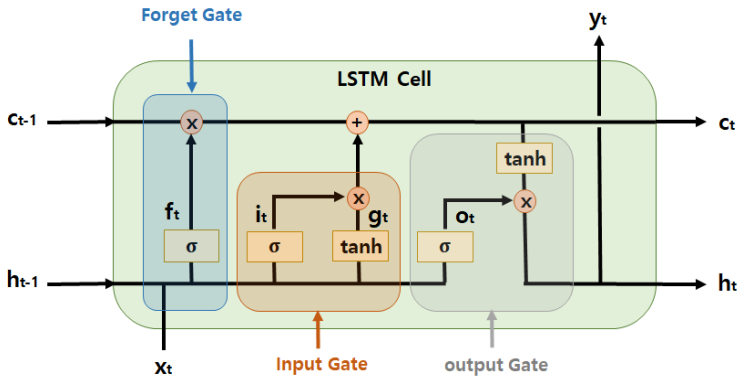 Forget Gate
yt
LSTM Cell
ct-1
x
+
ct
tanh
ft
it
x
gt
ot
x
σ
σ
tanh
σ
ht-1
ht
xt
Input Gate
output Gate